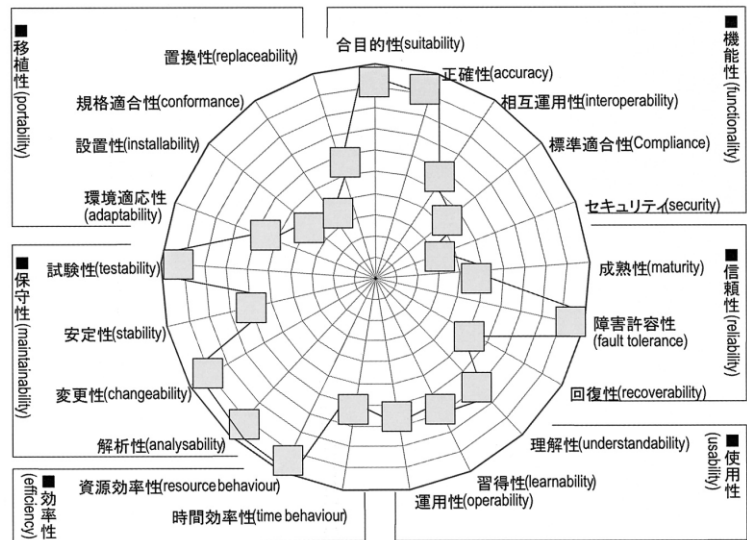 ■移植性 (portability)
置換性(replaceability)
規格適合性(conformance)
設置性(installability)
環境適応性
(adaptability)
■機能性 (functionality)
合目的性(suitability)
正確性(accuracy)
相互運用性(interoperability)
標準適合性(Compliance)
セキュリティ(security)
■保守性 (maintainability)
試験性(testability)
安定性(stability)
変更性(changeability)
解析性(analysability)
■信頼性 (reliability)
成熟性(maturity)
障害許容性
(fault tolerance)
回復性(recoverability)
■効率性
(efficiency)
資源効率性(resource behaviour)
時間効率性(time behaviour)
■使用性
(usability)
理解性(understandability)
習得性(learnability)
運用性(operability)